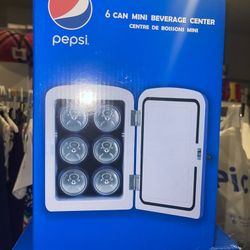 pepsi.
6 CAN MINI BEVERAGE CENTER
CENTRE DE BOISSONS MINI